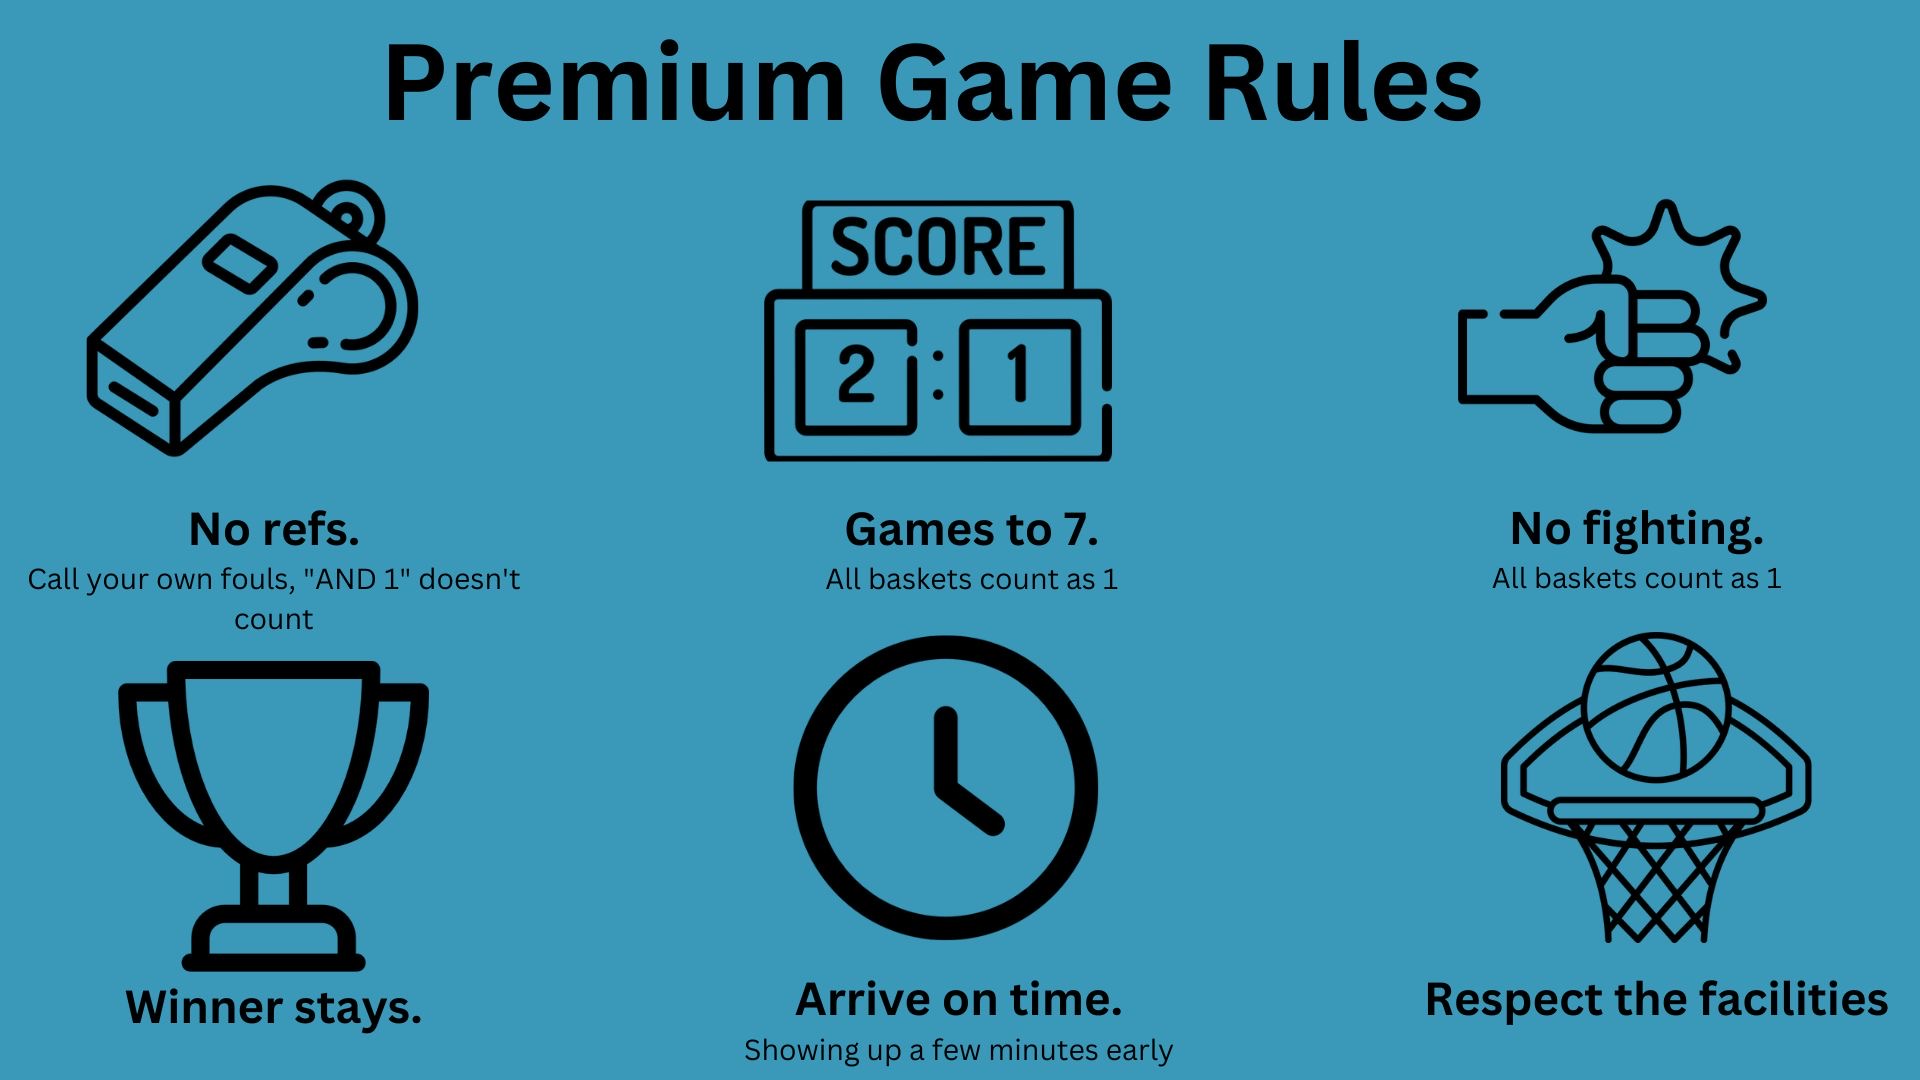 Premium Game Rules
SCORE
2 : 1
No refs.
Call your own fouls, "AND 1" doesn't
count
Games to 7.
All baskets count as 1
No fighting.
All baskets count as 1
Winner stays.
Arrive on time.
Showing up a few minutes early
Respect the facilities